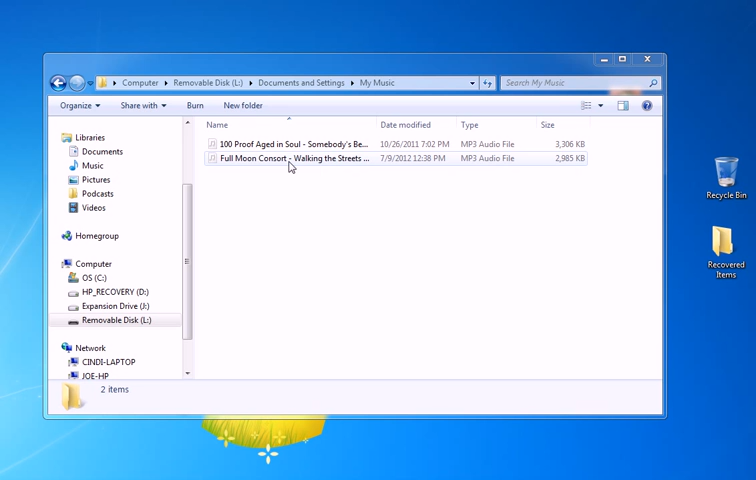 Computer Removable Disk (L:) Documents and Settings My Music Search My Music
Organize Share with Burn New folder
Name Date modified Type Size
Libraries
Documents
Music
Pictures
Podcasts
Videos
Homegroup
Computer
OS (C:)
HP_RECOVERY (D:)
Expansion Drive (J:)
Removable Disk (L:)
Network
CINDI-LAPTOP
JOE-HP
100 Proof Aged in Soul - Somebody's Be... 10/26/2011 7:02 PM MP3 Audio File 3,306 KB
Full Moon Consort - Walking the Streets ... 7/9/2012 12:38 PM MP3 Audio File 2,985 KB
2 items
Recycle Bin
Recovered
Items